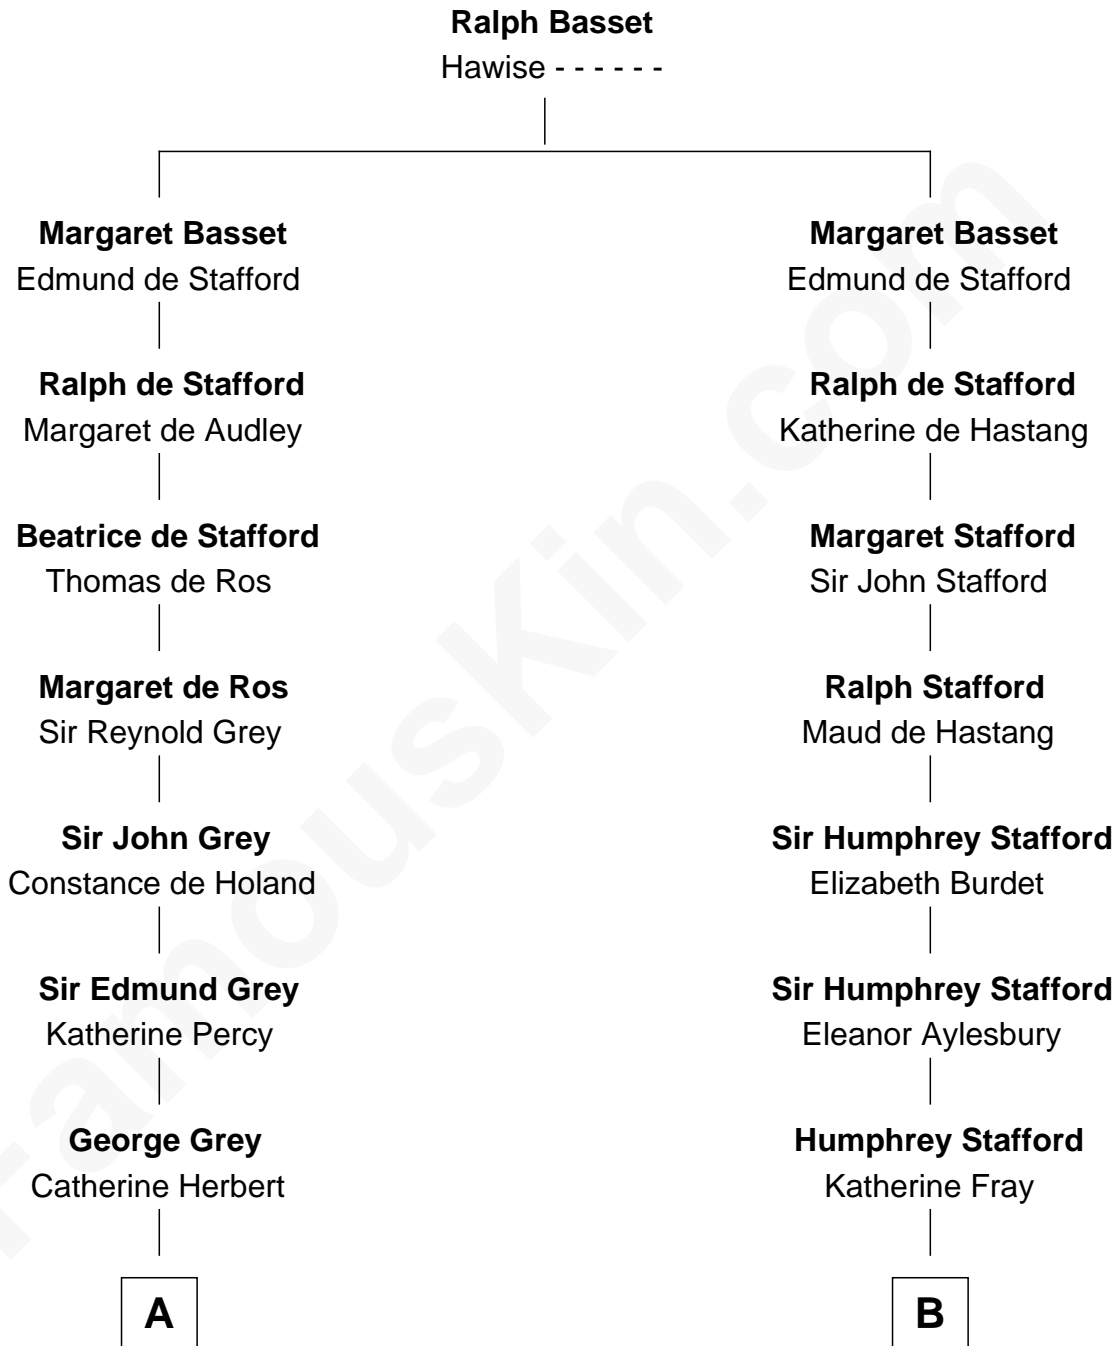 Ralph Basset
Hawise - - - - - -
Margaret Basset
Edmund de Stafford
Margaret Basset
Edmund de Stafford
Ralph de Stafford
Margaret de Audley
Ralph de Stafford
Katherine de Hastang
Beatrice de Stafford
Thomas de Ros
Margaret Stafford
Sir John Stafford
Margaret de Ros
Sir Reynold Grey
Ralph Stafford
Maud de Hastang
Sir John Grey
Constance de Holand
Sir Humphrey Stafford
Elizabeth Burdet
Sir Edmund Grey
Katherine Percy
Sir Humphrey Stafford
Eleanor Aylesbury
George Grey
Catherine Herbert
Humphrey Stafford
Katherine Fray
A
B
FamousKin.com